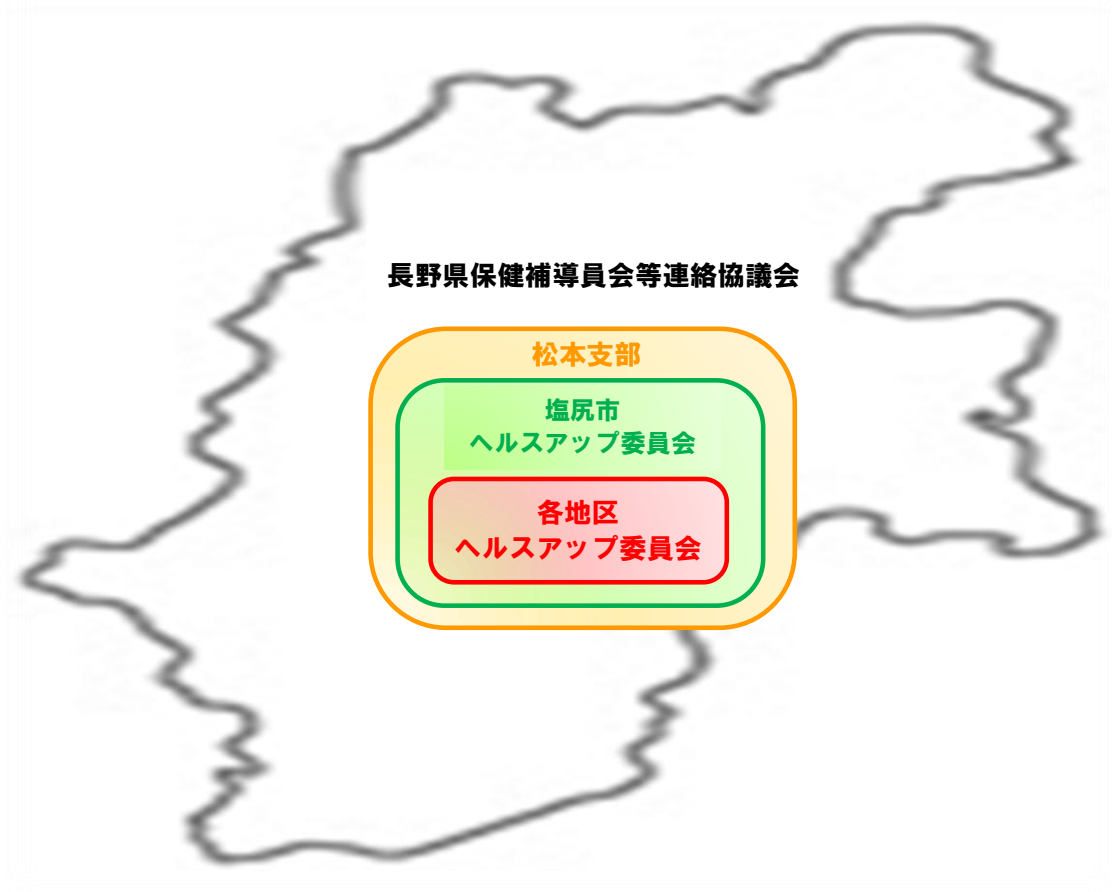 長野県保健補導員会等連絡協議会
松本支部
塩尻市
ヘルスアップ委員会
各地区
ヘルスアップ委員会